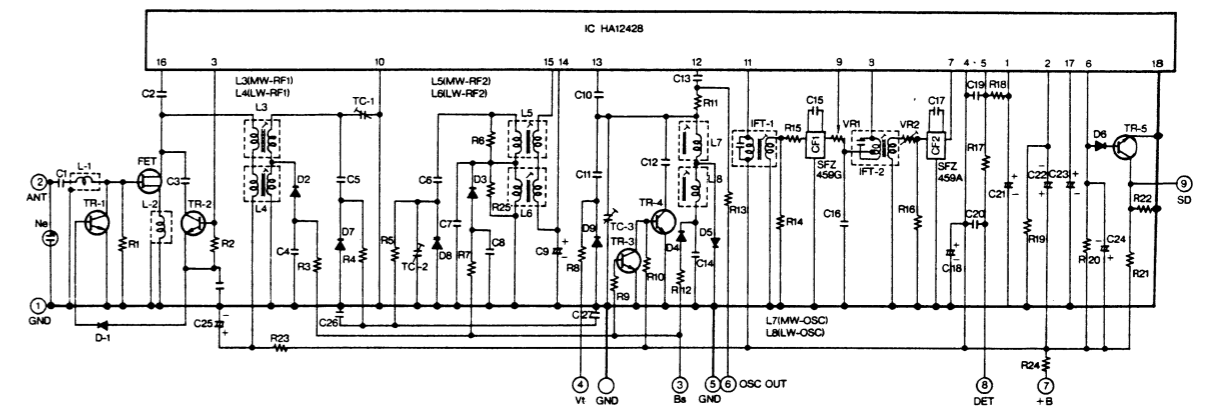 IC HA12428
16 3 10 15 14 13 12 11 9 3 7 4 5 1 2 17 6 18
L3(MW-RF1)
L4(LW-RF1)
L5(MW-RF2)
L6(LW-RF2)
C2
TC-1
C10
C13
R11
C19
R18
L3
L5
C15
C17
IFT-1
R15
VR1
VR2
D6
TR-5
R6
L7
CF1
CF2
SFZ
459G
SFZ
459A
R17
C1
L-1
FET
C3
C12
2
ANT
D2
C5
C6
D3
C11
L8
IFT-2
C21
C22
C23
9
SD
TR-1
L-2
TR-2
L4
R25
L6
TR-4
R13
R22
Ne
R1
R2
C4
R3
D7
R4
R5
TC-2
D8
C7
R7
C8
C9
R8
D9
TC-3
TR-3
R10
D4
D5
C14
R14
C16
R16
C20
C18
R19
R20
C24
R21
R9
R12
1
GND
C25
C26
C27
L7(MW-OSC)
L8(LW-OSC)
D-1
R23
R24
4
Vt
GND
3
Bs
5
GND
6 OSC OUT
8
DET
7
+B